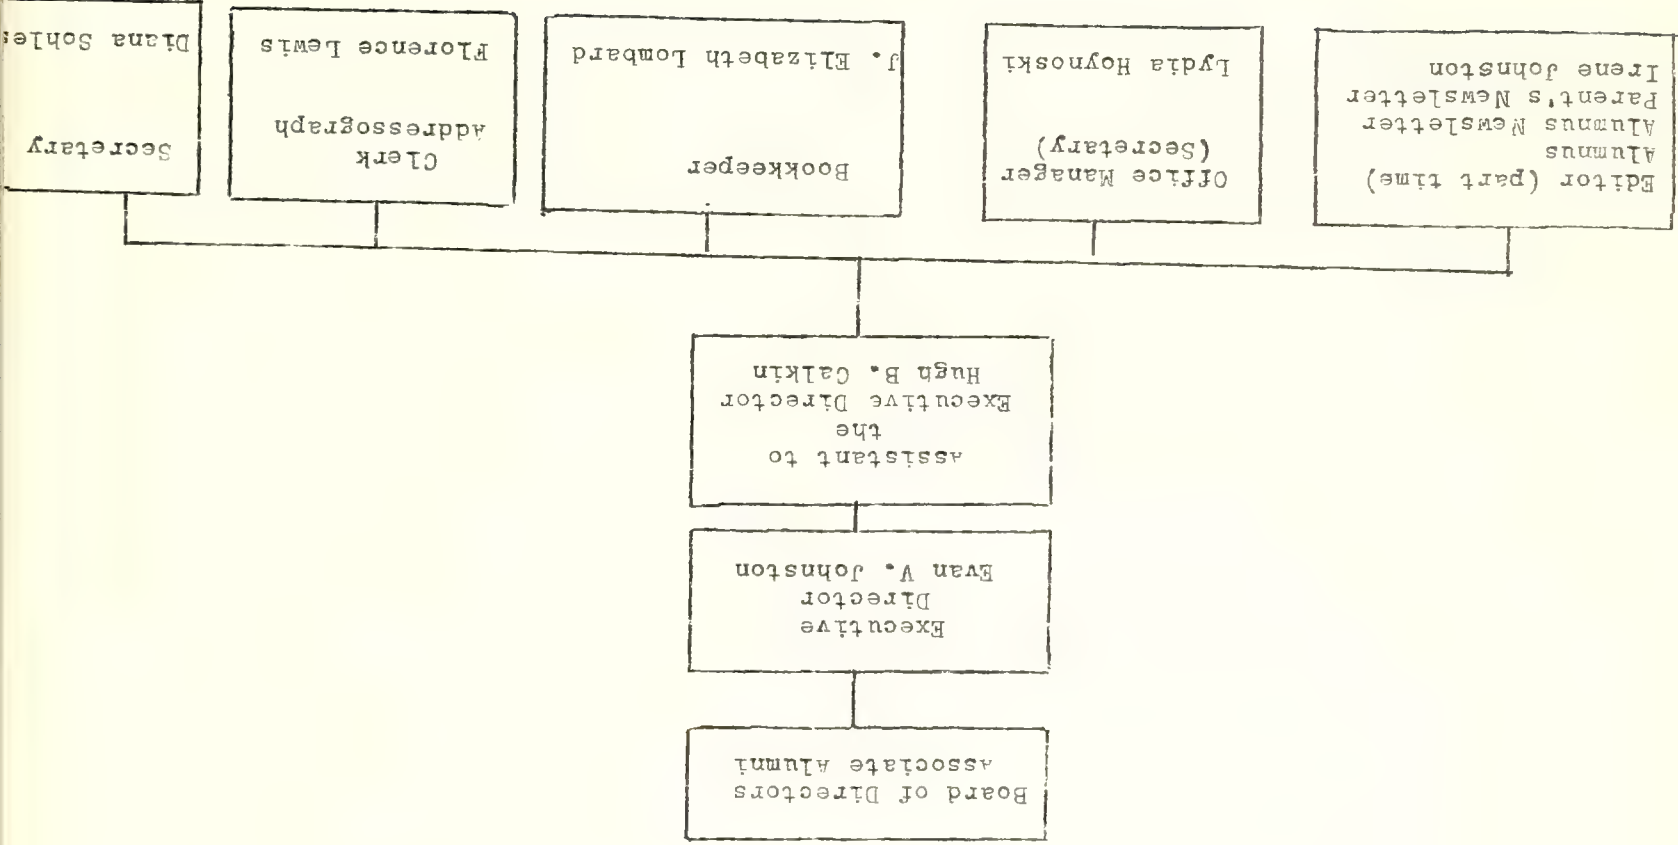 Board of Directors
Associate Alumni
Executive
Director
Evan V. Johnston
Assistant to
the
Executive Director
Hugh B. Calkin
Editor (part time)
Alumnus
Alumnus Newsletter
Parent's Newsletter
Irene Johnston
Office Manager
(Secretary)
Lydia Hoynoski
Bookkeeper
J. Elizabeth Lombard
Clerk
Addressograph
Florence Lewis
Secretary
Diana